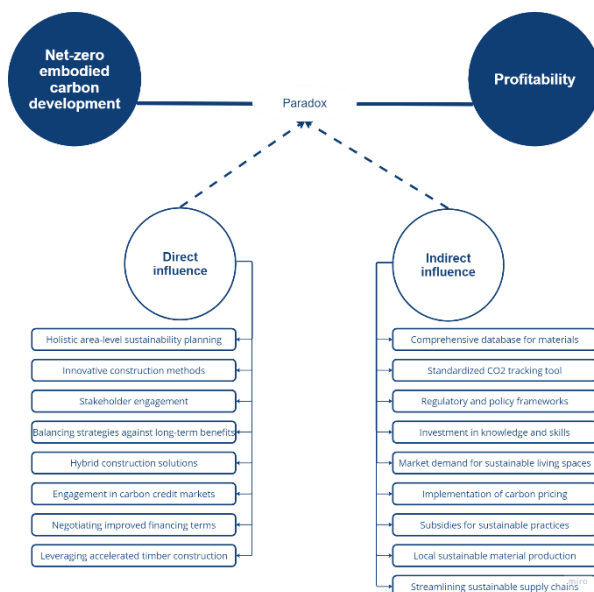 Net-zero
embodied
carbon
development
Paradox
Profitability
Direct
influence
Indirect
influence
Holistic area-level sustainability planning
Innovative construction methods
Stakeholder engagement
Balancing strategies against long-term benefits
Hybrid construction solutions
Engagement in carbon credit markets
Negotiating improved financing terms
Leveraging accelerated timber construction
Comprehensive database for materials
Standardized CO2 tracking tool
Regulatory and policy frameworks
Investment in knowledge and skills
Market demand for sustainable living spaces
Implementation of carbon pricing
Subsidies for sustainable practices
Local sustainable material production
Streamlining sustainable supply chains
miro